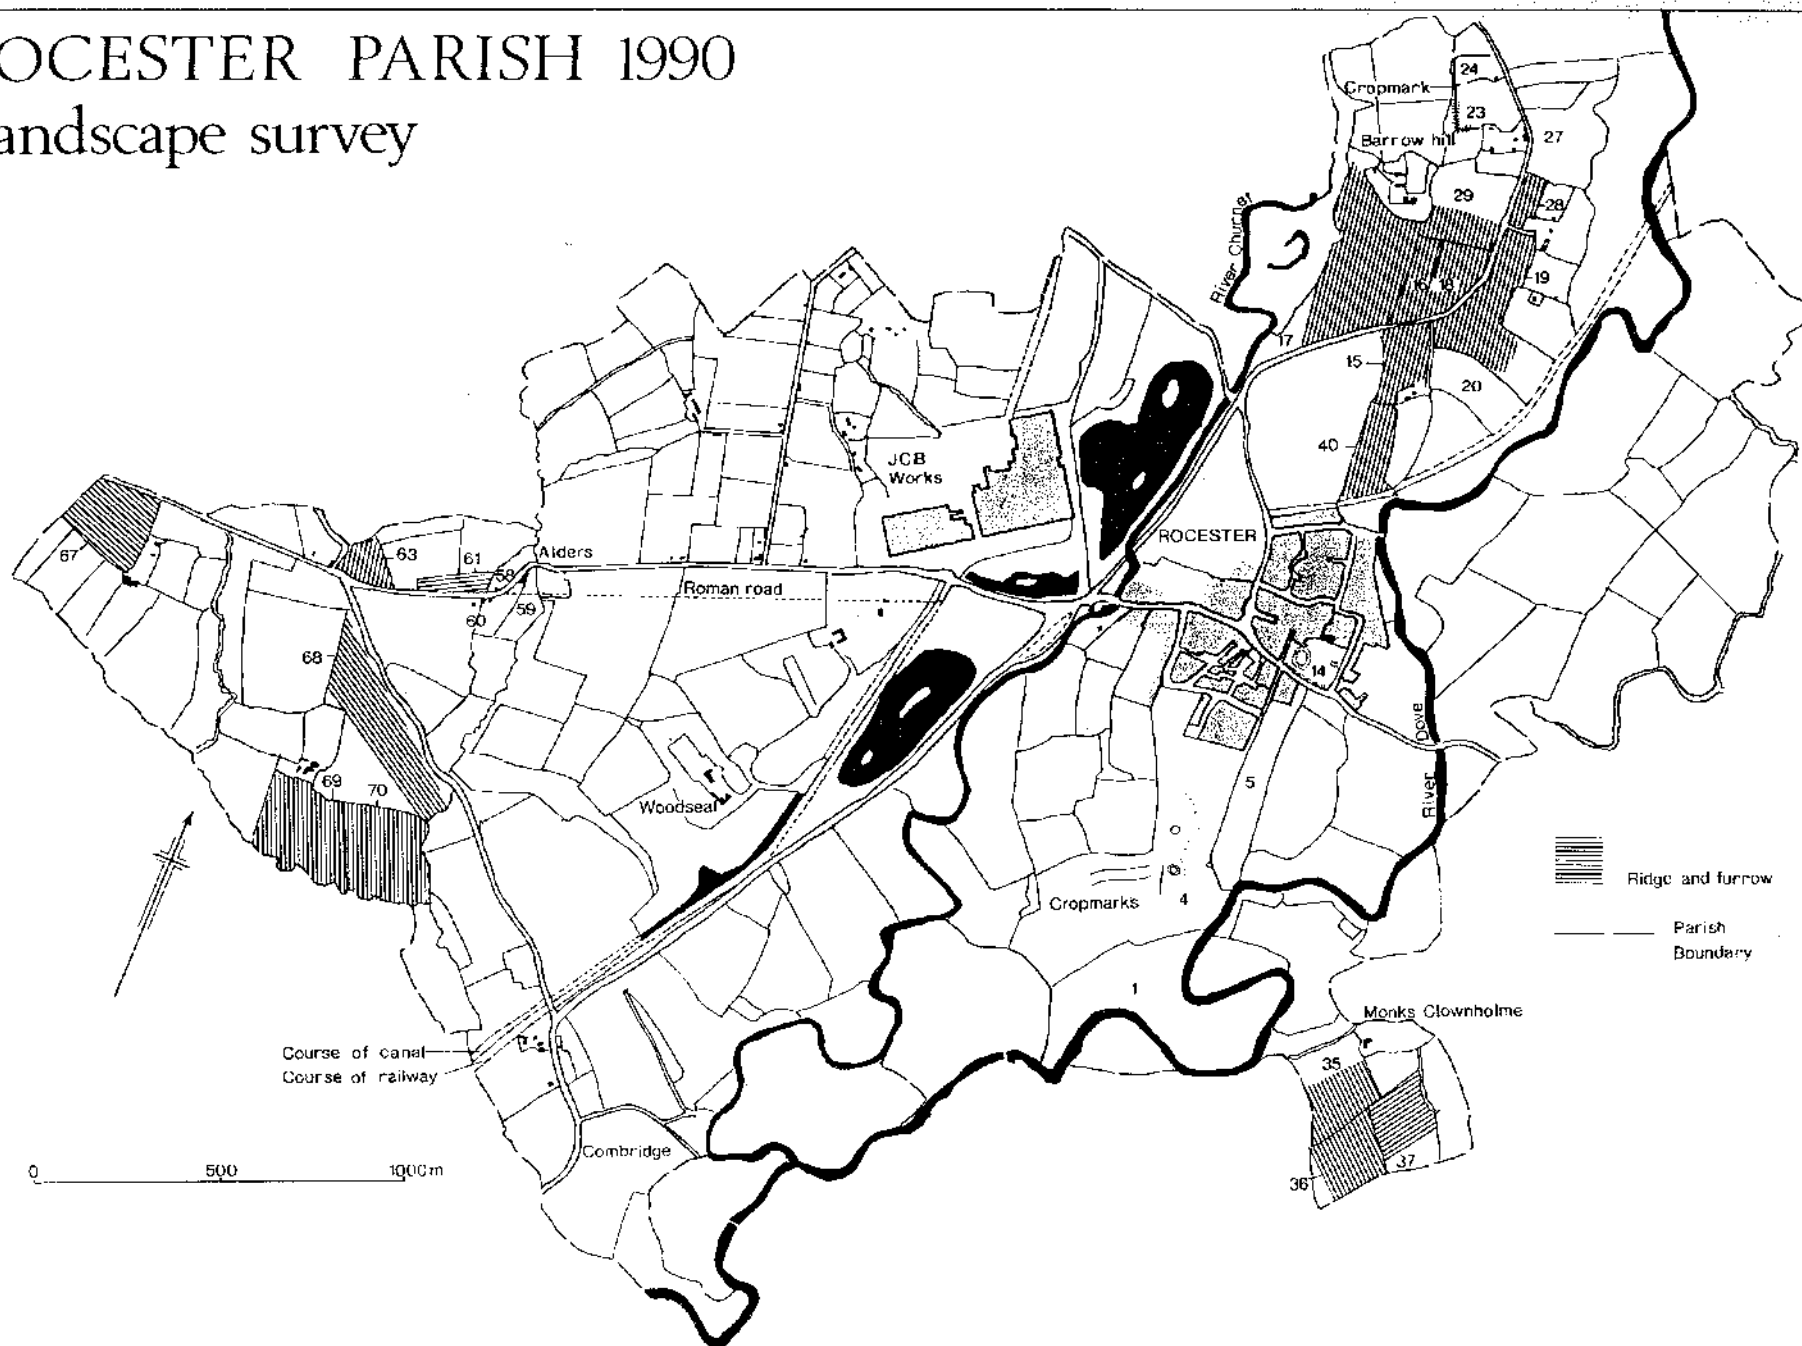 OCESTER PARISH 1990
andscape survey
24
Cropmark
23
Barrow hill
27
29
28
River Churnet
16
18
19
17
15
20
40
JCB
Works
ROCESTER
67
63
61
Alders
58
59
60
Roman road
68
14
River Dove
69
70
Woodseat
5
Ridge and furrow
Cropmarks
4
Parish
Boundary
1
Monks Clownholme
Course of canal
Course of railway
35
Combridge
37
36
0 500 1000m